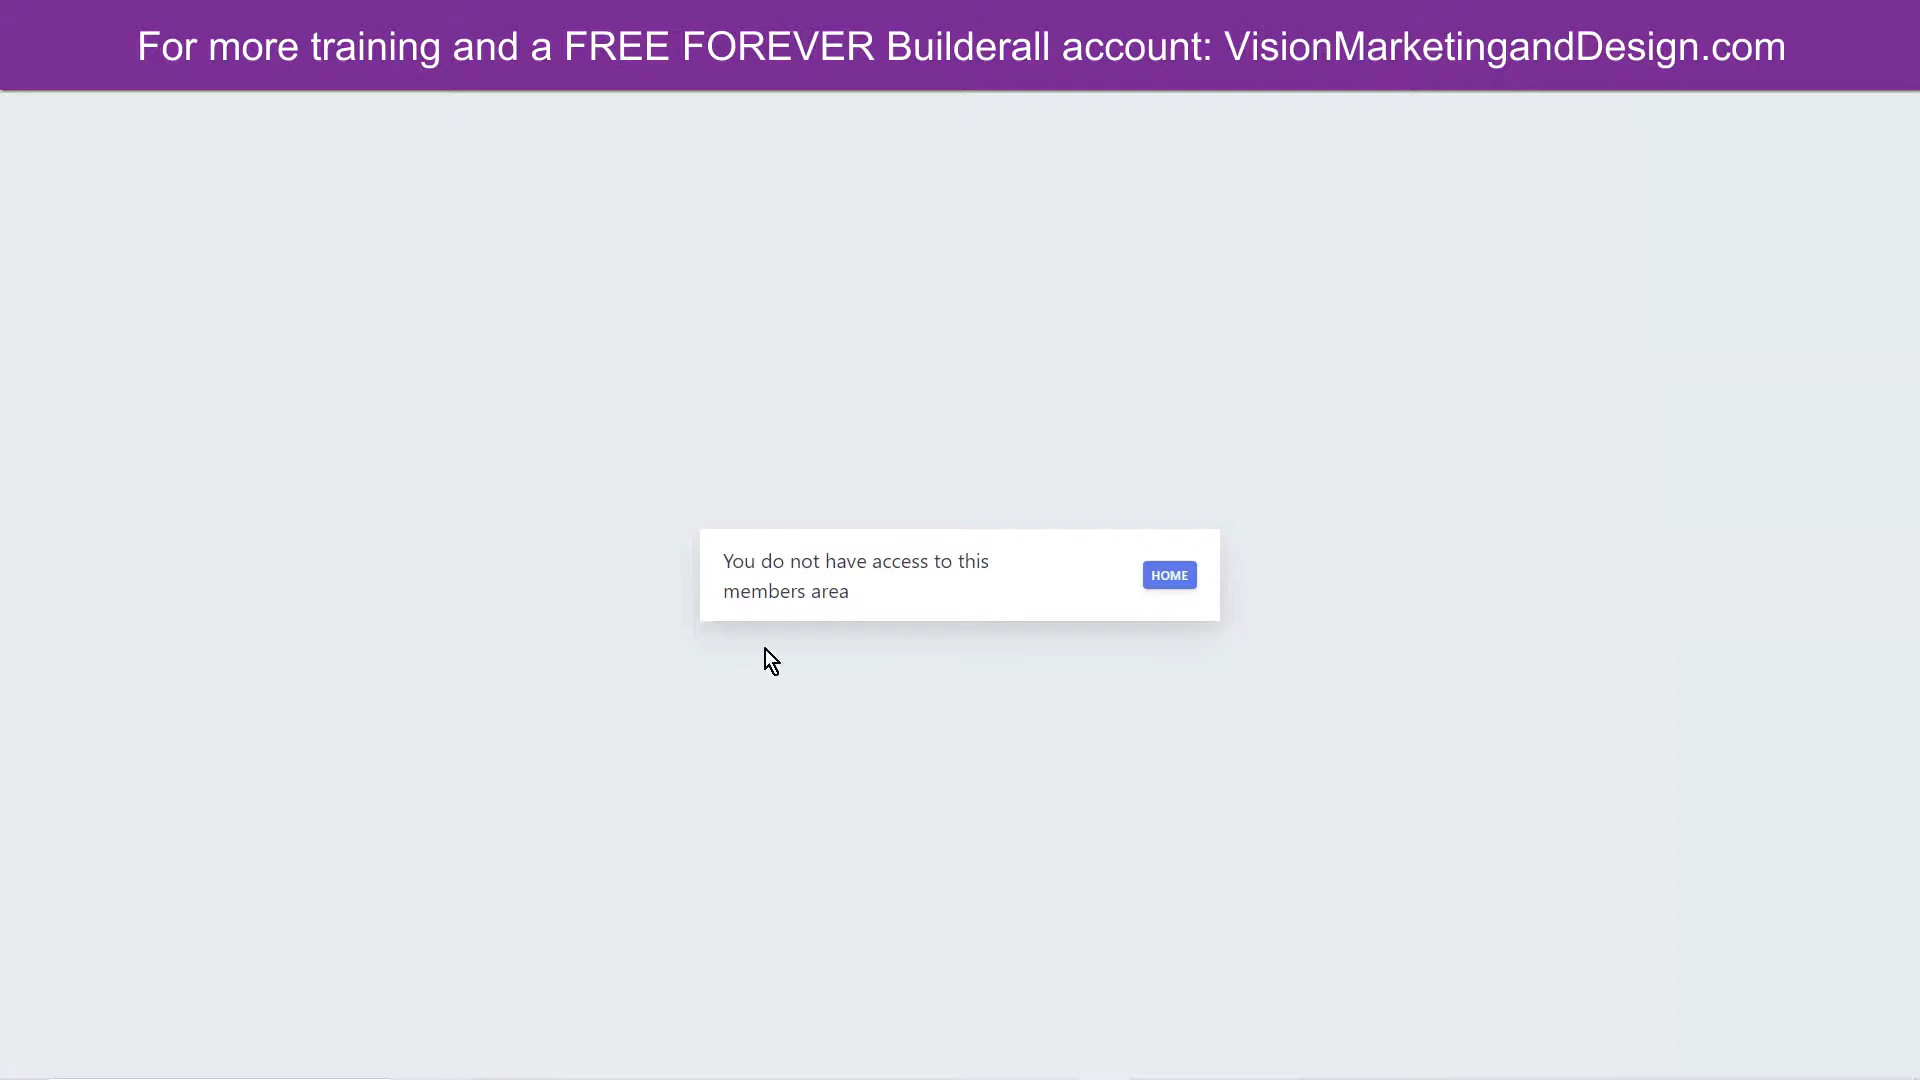 For more training and a FREE FOREVER Builderall account: VisionMarketingandDesign.com
You do not have access to this
members area
HOME